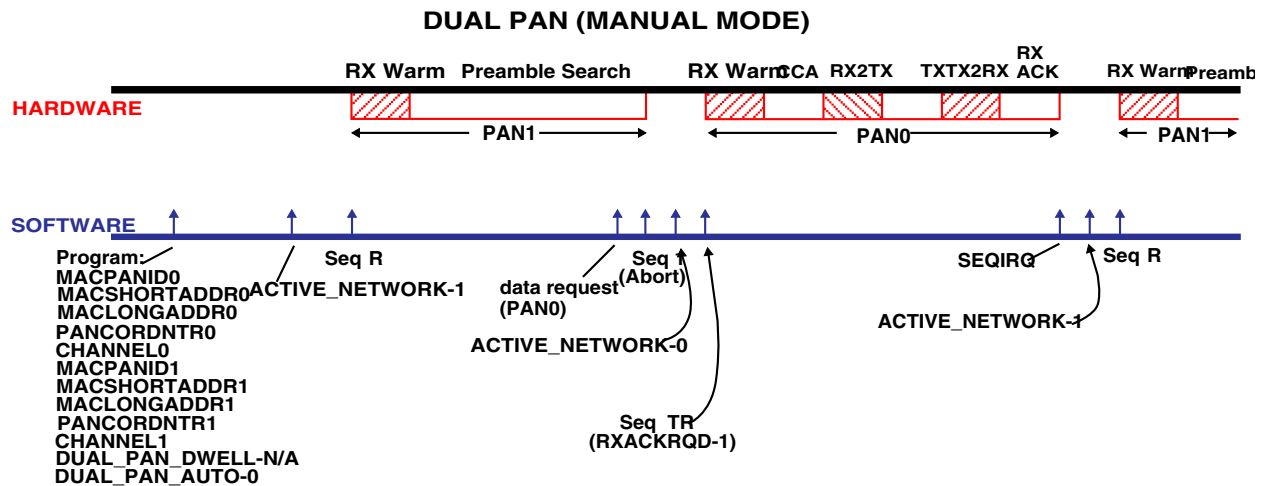 DUAL PAN (MANUAL MODE)
RX Warm Preamble Search RX Warm CCA RX2TX TXTX2RX RX ACK RX Warm Preamb
HARDWARE
PAN1 PAN0 PAN1
SOFTWARE
Program:
MACPANID0
MACSHORTADDR0
MACLONGADDR0
PANCORDNTR0
CHANNEL0
MACPANID1
MACSHORTADDR1
MACLONGADDR1
PANCORDNTR1
CHANNEL1
DUAL_PAN_DWELL-N/A
DUAL_PAN_AUTO-0
ACTIVE_NETWORK-1
Seq R
data request
(PAN0)
Seq I
(Abort)
ACTIVE_NETWORK-0
Seq TR
(RXACKRQD-1)
SEQIRQ
ACTIVE_NETWORK-1
Seq R